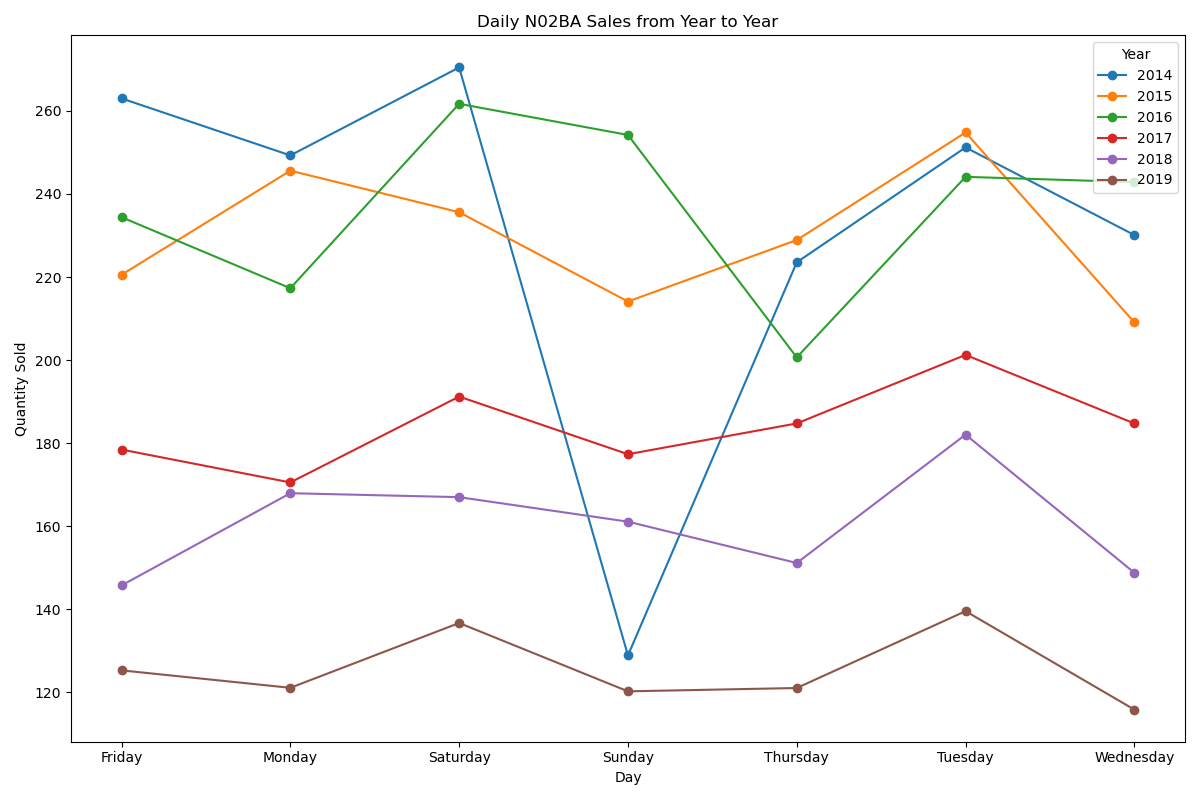 Daily N02BA Sales from Year to Year
Year
2014
2015
2016
2017
2018
2019
Quantity Sold
260
240
220
200
180
160
140
120
Friday Monday Saturday Sunday Thursday Tuesday Wednesday
Day